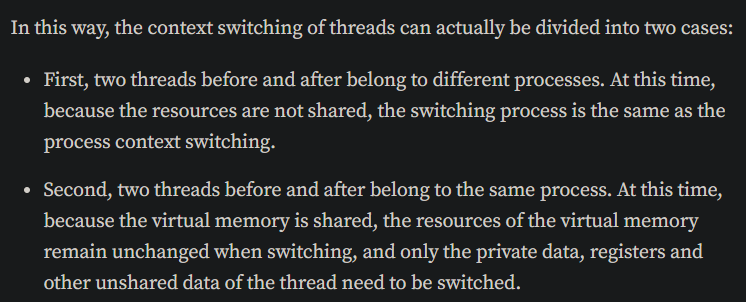 In this way, the context switching of threads can actually be divided into two cases:
• First, two threads before and after belong to different processes. At this time,
because the resources are not shared, the switching process is the same as the
process context switching.
• Second, two threads before and after belong to the same process. At this time,
because the virtual memory is shared, the resources of the virtual memory
remain unchanged when switching, and only the private data, registers and
other unshared data of the thread need to be switched.